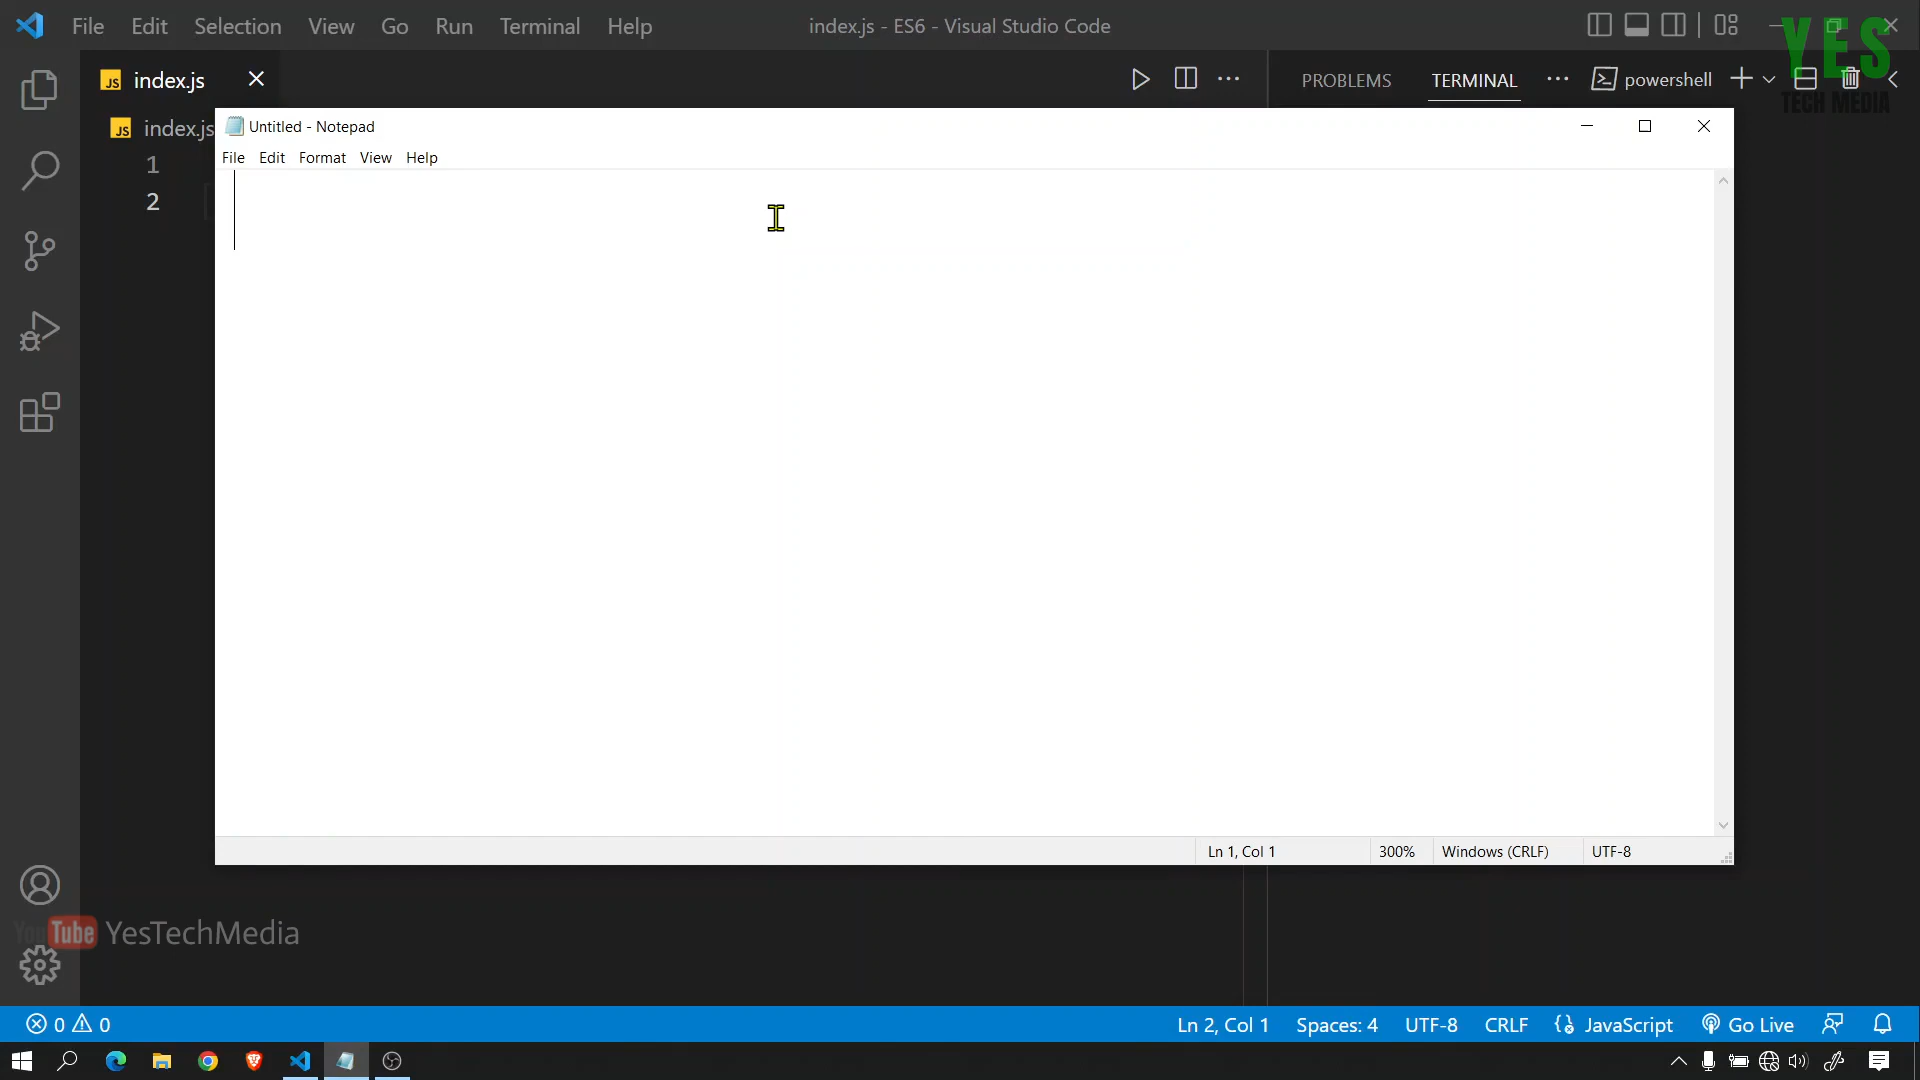 File Edit Selection View Go Run Terminal Help
index.js - ES6 - Visual Studio Code
YES
TECH MEDIA
JS index.js
PROBLEMS TERMINAL powershell
JS index.js
1
2
Untitled - Notepad
File Edit Format View Help
Ln 1, Col 1 300% Windows (CRLF) UTF-8
YouTube YesTechMedia
0 0 Ln 2, Col 1 Spaces: 4 UTF-8 CRLF JavaScript Go Live